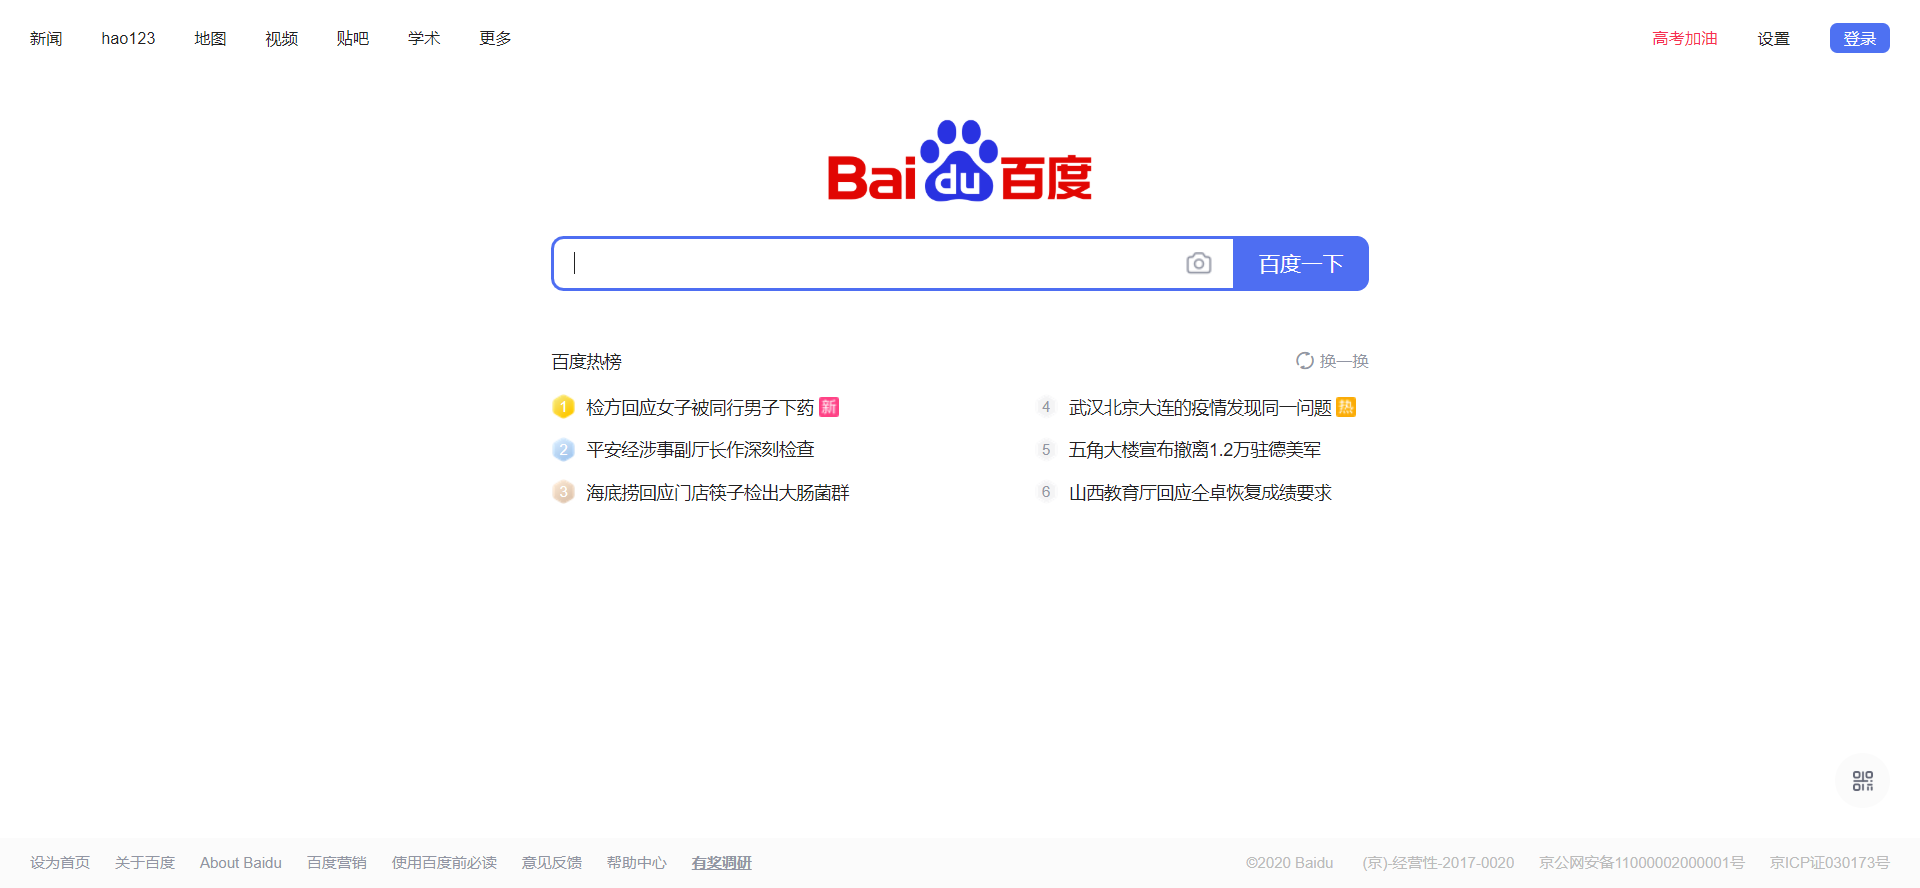 新闻 hao123 地图 视频 贴吧 学术 更多 高考加油 设置 登录
Bai du 百度
百度一下
百度热榜 换一换
1 检方回应女子被同行男子下药 新
2 平安经涉事副厅长作深刻检查
3 海底捞回应门店筷子检出大肠菌群
4 武汉北京大连的疫情发现同一问题 热
5 五角大楼宣布撤离1.2万驻德美军
6 山西教育厅回应仝卓恢复成绩要求
设为首页 关于百度 About Baidu 百度营销 使用百度前必读 意见反馈 帮助中心 有奖调研 ©2020 Baidu (京)-经营性-2017-0020 京公网安备11000002000001号 京ICP证030173号